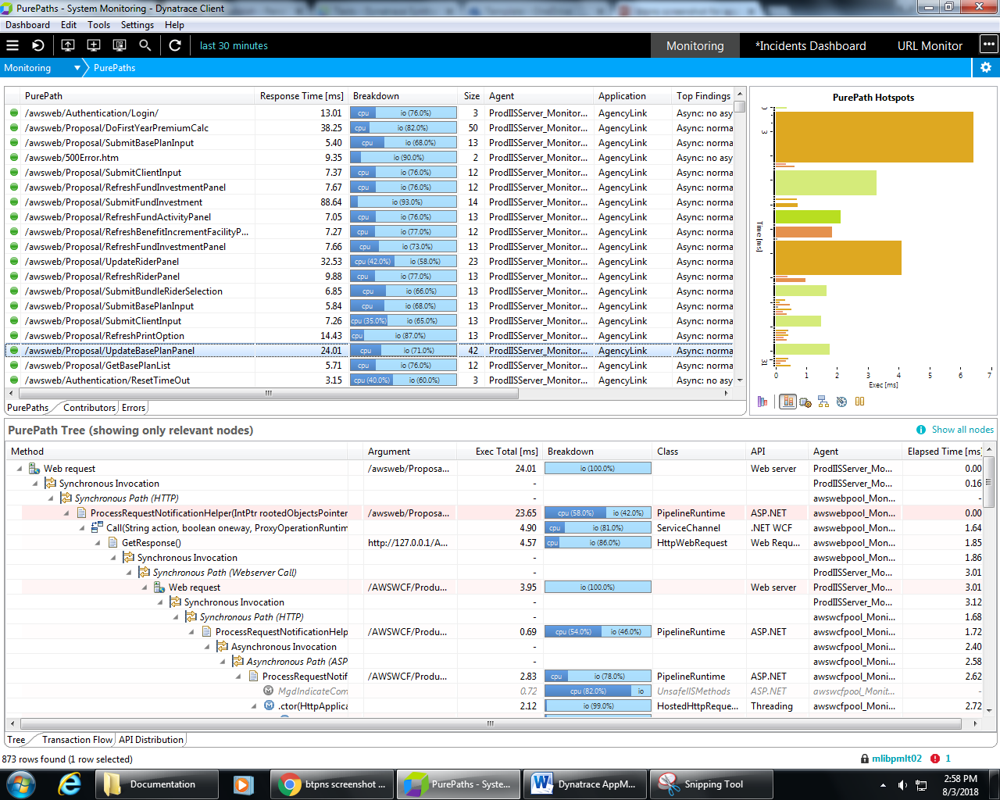 PurePaths - System Monitoring - Dynatrace Client
Dashboard Edit Tools Settings Help
last 30 minutes Monitoring *Incidents Dashboard URL Monitor
Monitoring PurePaths
PurePath Response Time [ms] Breakdown Size Agent Application Top Findings
/awsweb/Authentication/Login/ 13.01 cpu io (76.0%) 3 ProdIISServer_Monitor... AgencyLink Async: no asy
/awsweb/Proposal/DoFirstYearPremiumCalc 38.25 cpu io (82.0%) 50 ProdIISServer_Monitor... AgencyLink Async: norma
/awsweb/Proposal/SubmitBasePlanInput 5.40 cpu io (68.0%) 13 ProdIISServer_Monitor... AgencyLink Async: norma
/awsweb/500Error.htm 9.35 io (90.0%) 2 ProdIISServer_Monitor... AgencyLink Async: no asy
/awsweb/Proposal/SubmitClientInput 7.37 cpu io (76.0%) 12 ProdIISServer_Monitor... AgencyLink Async: norma
/awsweb/Proposal/RefreshFundInvestmentPanel 7.67 cpu io (76.0%) 12 ProdIISServer_Monitor... AgencyLink Async: norma
/awsweb/Proposal/SubmitFundInvestment 88.64 io (93.0%) 14 ProdIISServer_Monitor... AgencyLink Async: norma
/awsweb/Proposal/RefreshFundActivityPanel 7.05 cpu io (76.0%) 13 ProdIISServer_Monitor... AgencyLink Async: norma
/awsweb/Proposal/RefreshBenefitIncrementFacilityP... 7.27 cpu io (77.0%) 12 ProdIISServer_Monitor... AgencyLink Async: norma
/awsweb/Proposal/RefreshFundInvestmentPanel 7.66 cpu io (73.0%) 13 ProdIISServer_Monitor... AgencyLink Async: norma
/awsweb/Proposal/UpdateRiderPanel 32.53 cpu (42.0%) io (58.0%) 23 ProdIISServer_Monitor... AgencyLink Async: norma
/awsweb/Proposal/RefreshRiderPanel 9.88 cpu io (77.0%) 13 ProdIISServer_Monitor... AgencyLink Async: norma
/awsweb/Proposal/SubmitBundleRiderSelection 6.85 cpu io (66.0%) 13 ProdIISServer_Monitor... AgencyLink Async: norma
/awsweb/Proposal/SubmitBasePlanInput 5.84 cpu io (68.0%) 13 ProdIISServer_Monitor... AgencyLink Async: norma
/awsweb/Proposal/SubmitClientInput 7.26 cpu (35.0%) io (65.0%) 13 ProdIISServer_Monitor... AgencyLink Async: norma
/awsweb/Proposal/RefreshPrintOption 14.43 cpu io (87.0%) 13 ProdIISServer_Monitor... AgencyLink Async: norma
/awsweb/Proposal/UpdateBasePlanPanel 24.01 cpu io (71.0%) 42 ProdIISServer_Monitor... AgencyLink Async: norma
/awsweb/Proposal/GetBasePlanList 5.71 cpu io (76.0%) 12 ProdIISServer_Monitor... AgencyLink Async: norma
/awsweb/Authentication/ResetTimeOut 3.15 cpu (40.0%) io (60.0%) 3 ProdIISServer_Monitor... AgencyLink Async: no asy
PurePaths Contributors Errors
PurePath Hotspots
Time [ms]
3
31
0 1 2 3 4 5 6 7
Exec [ms]
PurePath Tree (showing only relevant nodes) Show all nodes
Method Argument Exec Total [ms] Breakdown Class API Agent Elapsed Time [ms]
Web request /awsweb/Proposa... 24.01 io (100.0%) Web server ProdIISServer_Mo... 0.00
Synchronous Invocation - ProdIISServer_Mo... 0.16
Synchronous Path (HTTP) - awswebpool_Mon... -
ProcessRequestNotificationHelper(IntPtr rootedObjectsPointer /awsweb/Proposa... 23.65 cpu (58.0%) io (42.0%) PipelineRuntime ASP.NET awswebpool_Mon... 0.00
Call(String action, boolean oneway, ProxyOperationRuntim 4.90 cpu io (81.0%) ServiceChannel .NET WCF awswebpool_Mon... 1.64
GetResponse() http://127.0.0.1/A... 4.57 cpu io (86.0%) HttpWebRequest Web Requ... awswebpool_Mon... 1.85
Synchronous Invocation - awswebpool_Mon... 1.86
Synchronous Path (Webserver Call) - ProdIISServer_Mo... 3.01
Web request /AWSWCF/Produ... 3.95 io (100.0%) Web server ProdIISServer_Mo... 3.01
Synchronous Invocation - ProdIISServer_Mo... 3.12
Synchronous Path (HTTP) - awswcfpool_Moni... 1.68
ProcessRequestNotificationHelp /AWSWCF/Produ... 0.69 cpu (54.0%) io (46.0%) PipelineRuntime ASP.NET awswcfpool_Moni... 1.72
Asynchronous Invocation - awswcfpool_Moni... 2.40
Asynchronous Path (ASP - awswcfpool_Moni... 2.58
ProcessRequestNotif /AWSWCF/Produ... 2.83 cpu io (78.0%) PipelineRuntime ASP.NET awswcfpool_Moni... 2.62
MgdIndicateCom 0.72 cpu (82.0%) io UnsafeIISMethods ASP.NET awswcfpool_Monit... -
.ctor(HttpApplica 2.12 io (99.0%) HostedHttpReque... Threading awswcfpool_Moni... 2.72
Tree Transaction Flow API Distribution
873 rows found (1 row selected) mlibpmlt02 1
Documentation btpns screenshot ... PurePaths - Syste... Dynatrace AppM... Snipping Tool 2:58 PM
8/3/2018